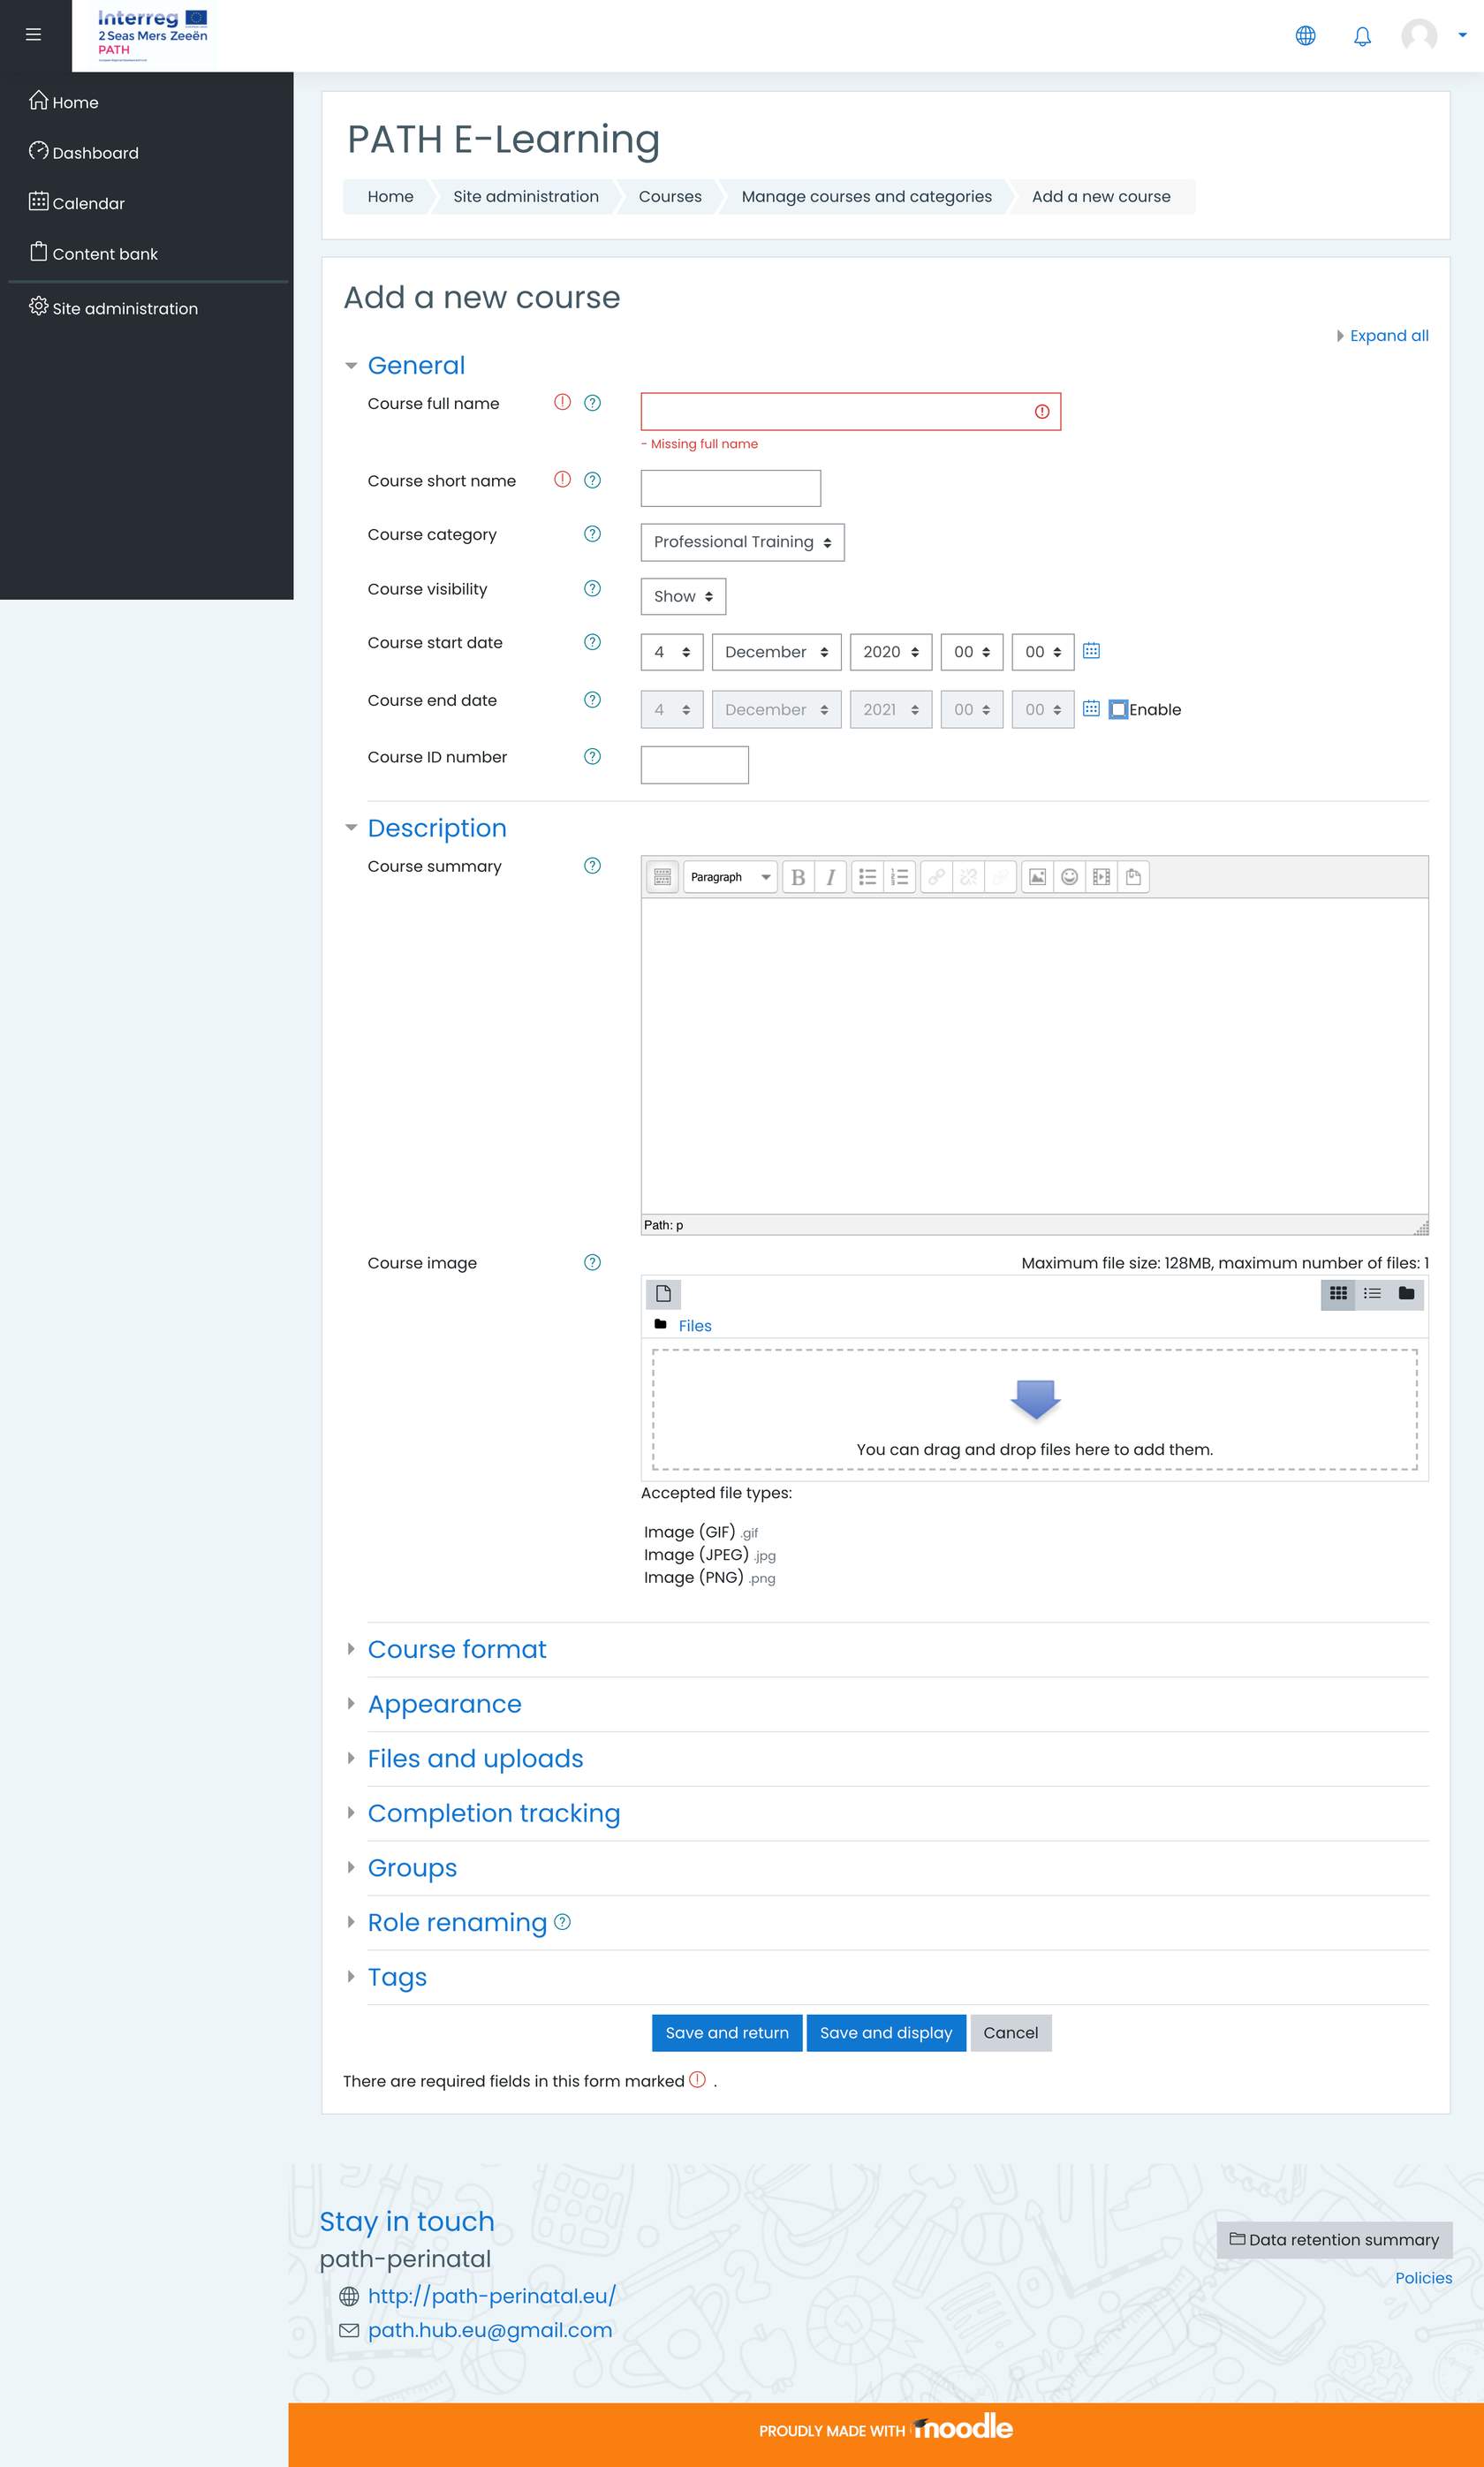 Interreg
2 Seas Mers Zeeën
PATH
Home
Dashboard
Calendar
Content bank
Site administration
PATH E-Learning
Home Site administration Courses Manage courses and categories Add a new course
Add a new course
Expand all
General
Course full name
- Missing full name
Course short name
Course category Professional Training
Course visibility Show
Course start date 4 December 2020 00 00
Course end date 4 December 2021 00 00 Enable
Course ID number
Description
Course summary Paragraph B I
Path: p
Course image Maximum file size: 128MB, maximum number of files: 1
Files
You can drag and drop files here to add them.
Accepted file types:
Image (GIF) .gif
Image (JPEG) .jpg
Image (PNG) .png
Course format
Appearance
Files and uploads
Completion tracking
Groups
Role renaming
Tags
Save and return Save and display Cancel
There are required fields in this form marked .
Stay in touch
path-perinatal
http://path-perinatal.eu/
path.hub.eu@gmail.com
Data retention summary
Policies
PROUDLY MADE WITH moodle